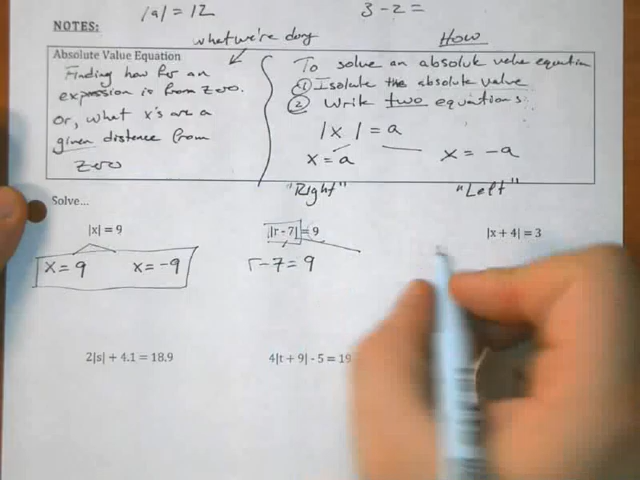 |a| = 12
3 - 2 =
NOTES:
what we're doing
How
Absolute Value Equation
Finding how far an
expression is from zero.
Or, what x's are a
given distance from
zero
To solve an absolute value equation
① Isolate the absolute value
② Write two equations
|x| = a
x = a
x = -a
"Right"
"Left"
Solve...
|x| = 9
|r - 7| = 9
|x + 4| = 3
x = 9
x = -9
r - 7 = 9
2|s| + 4.1 = 18.9
4|t + 9| - 5 = 19